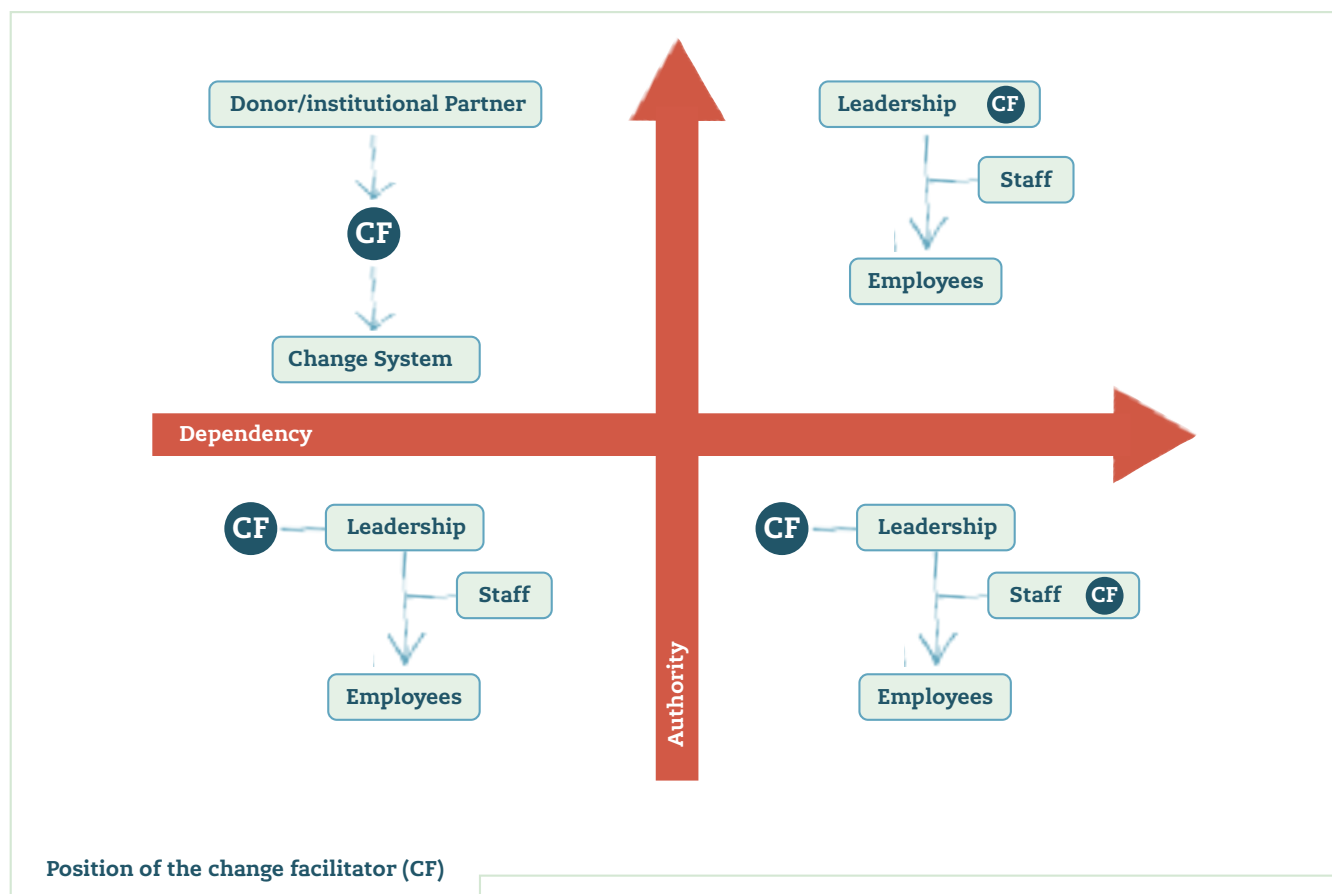 Donor/institutional Partner
CF
Change System
Leadership CF
Staff
Employees
Dependency
Authority
CF Leadership
Staff
Employees
CF Leadership
Staff CF
Employees
Position of the change facilitator (CF)